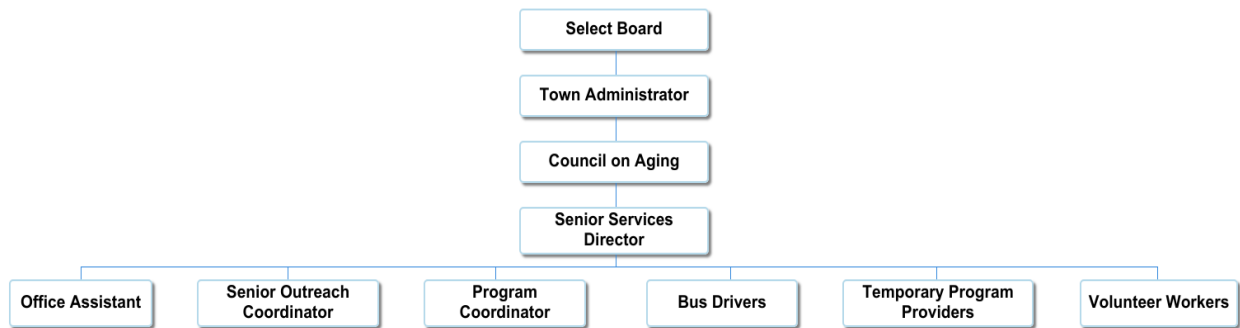 Select Board
Town Administrator
Council on Aging
Senior Services
Director
Office Assistant
Senior Outreach
Coordinator
Program
Coordinator
Bus Drivers
Temporary Program
Providers
Volunteer Workers